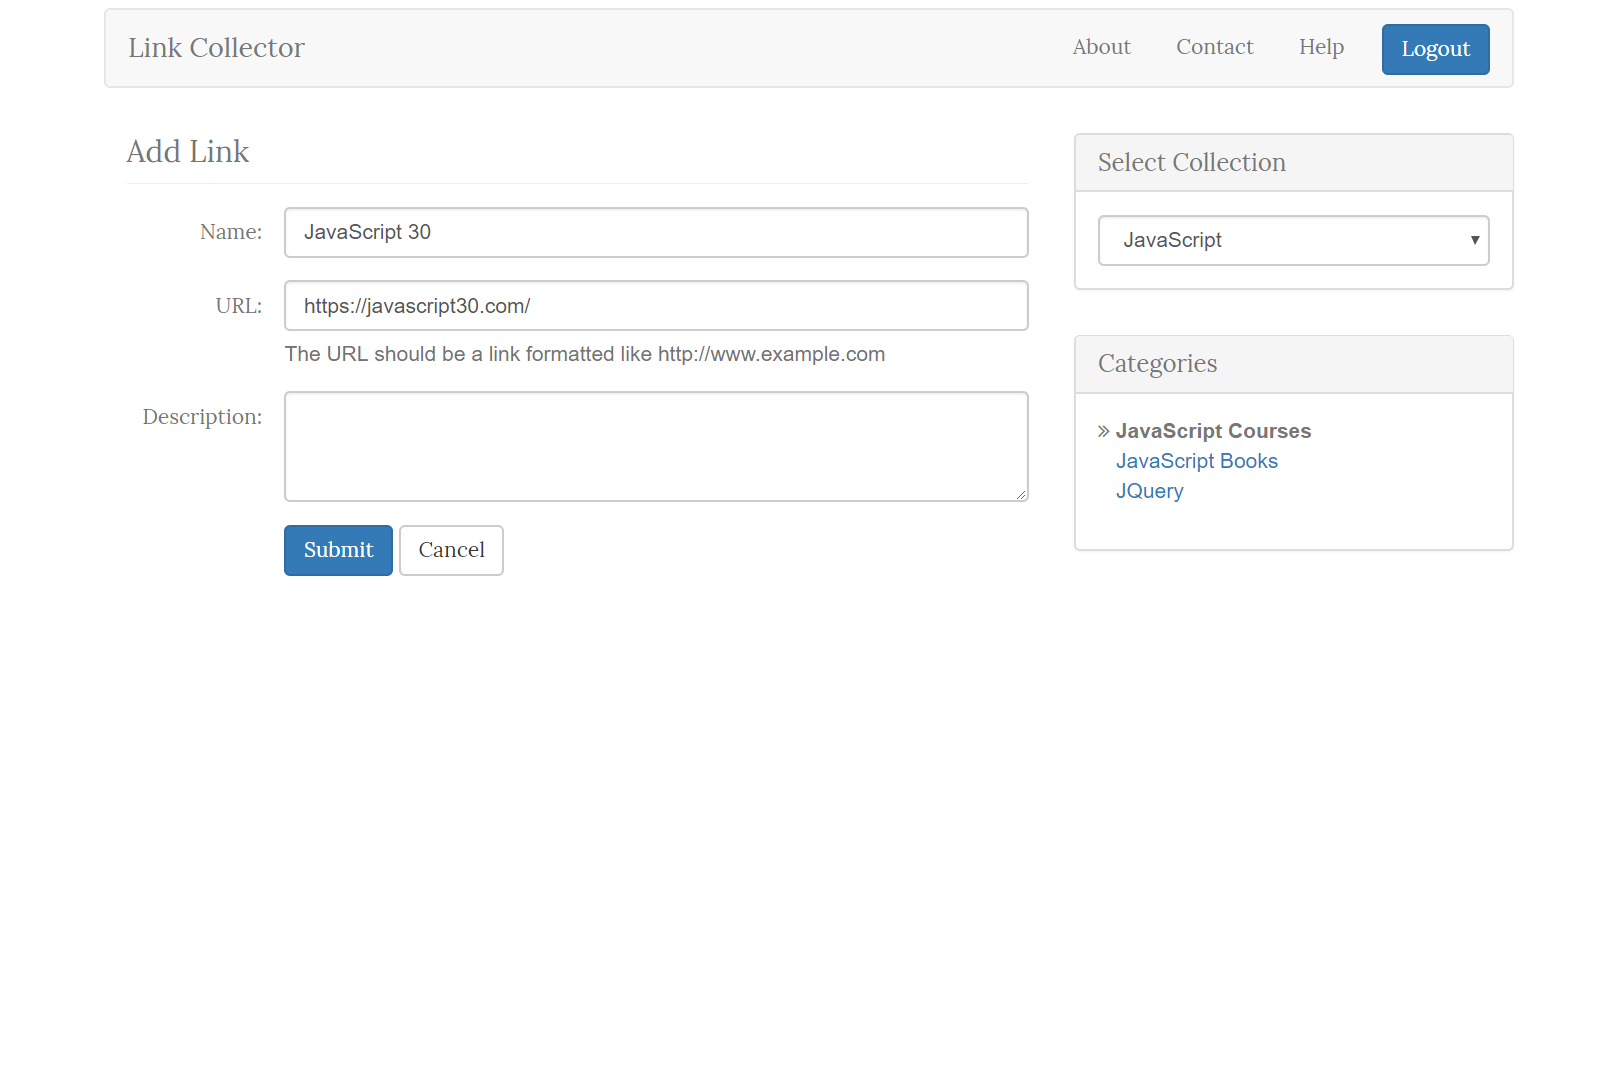 Link Collector
About
Contact
Help
Logout
Add Link
Name:
JavaScript 30
URL:
https://javascript30.com/
The URL should be a link formatted like http://www.example.com
Description:
Submit
Cancel
Select Collection
JavaScript
Categories
» JavaScript Courses
JavaScript Books
JQuery